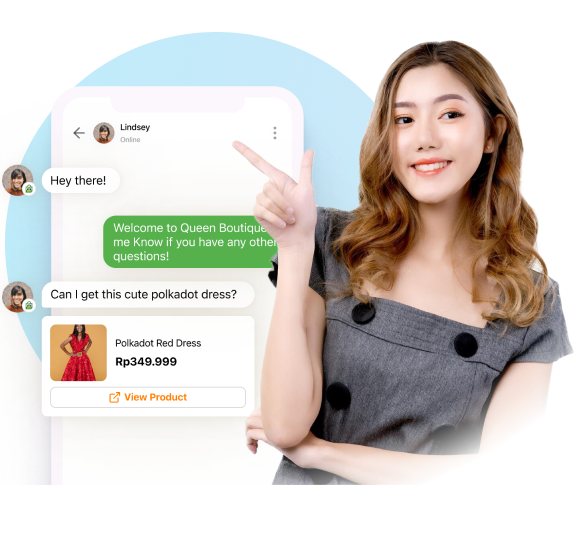 Lindsey
Online
Hey there!
Welcome to Queen Boutique
me Know if you have any other
questions!
Can I get this cute polkadot dress?
Polkadot Red Dress
Rp349.999
View Product